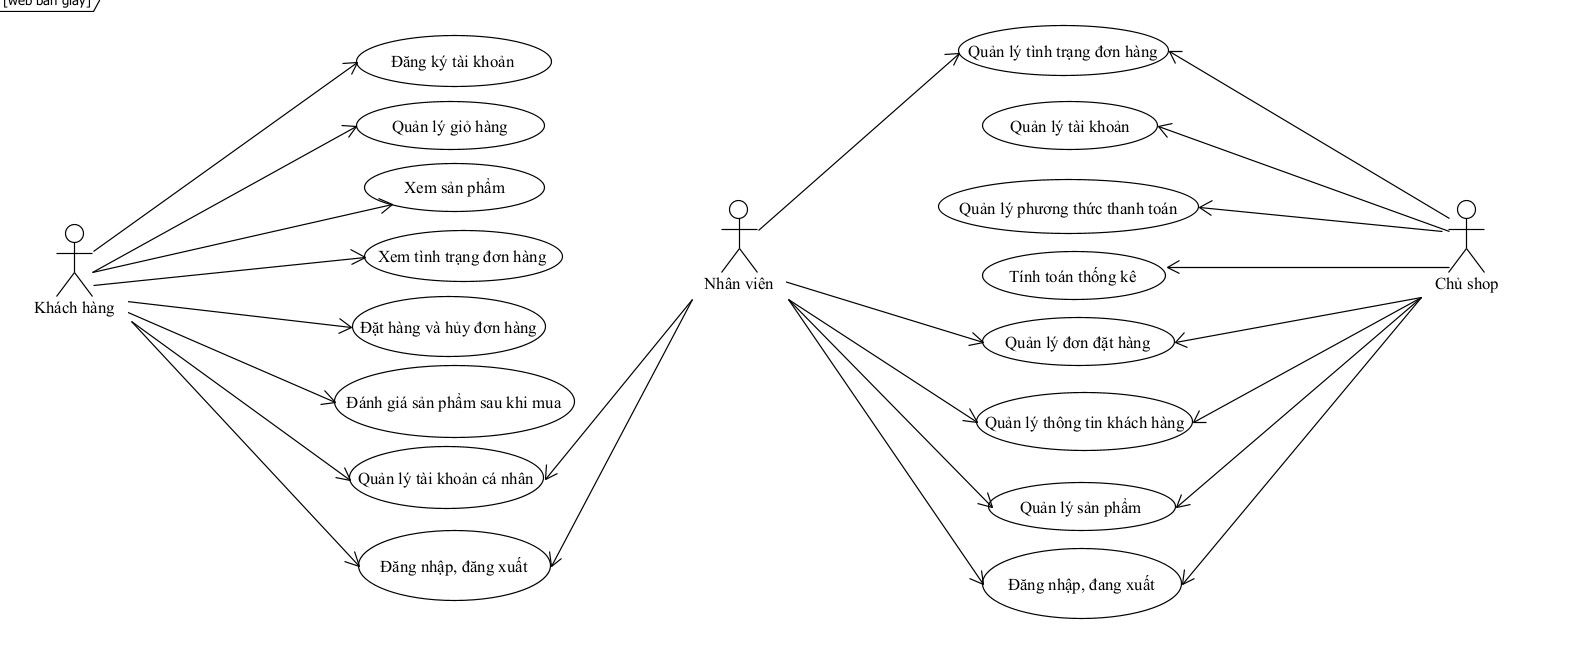 [web bán giày]
Đăng ký tài khoản
Quản lý giỏ hàng
Xem sản phẩm
Xem tình trạng đơn hàng
Đặt hàng và hủy đơn hàng
Đánh giá sản phẩm sau khi mua
Quản lý tài khoản cá nhân
Đăng nhập, đăng xuất
Khách hàng
Nhân viên
Quản lý tình trạng đơn hàng
Quản lý tài khoản
Quản lý phương thức thanh toán
Tính toán thống kê
Quản lý đơn đặt hàng
Quản lý thông tin khách hàng
Quản lý sản phẩm
Đăng nhập, đang xuất
Chủ shop